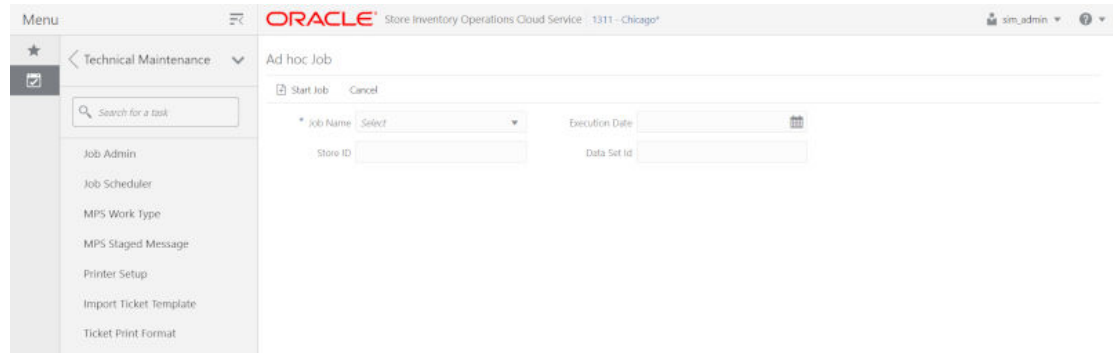 Menu
ORACLE® Store Inventory Operations Cloud Service 1311 - Chicago*
sim_admin
Technical Maintenance
Search for a task
Job Admin
Job Scheduler
MPS Work Type
MPS Staged Message
Printer Setup
Import Ticket Template
Ticket Print Format
Ad hoc Job
Start Job Cancel
* Job Name Select Execution Date
Store ID Data Set Id